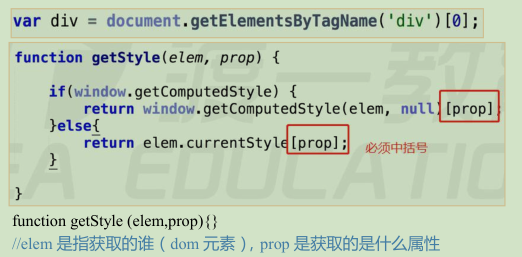 var div = document.getElementsByTagName('div')[0];
function getStyle(elem, prop) {
if(window.getComputedStyle) {
return window.getComputedStyle(elem, null)[prop];
}else{
return elem.currentStyle[prop];
必须中括号
}
}
function getStyle (elem,prop){}
//elem 是指获取的谁（dom 元素）, prop 是获取的是什么属性